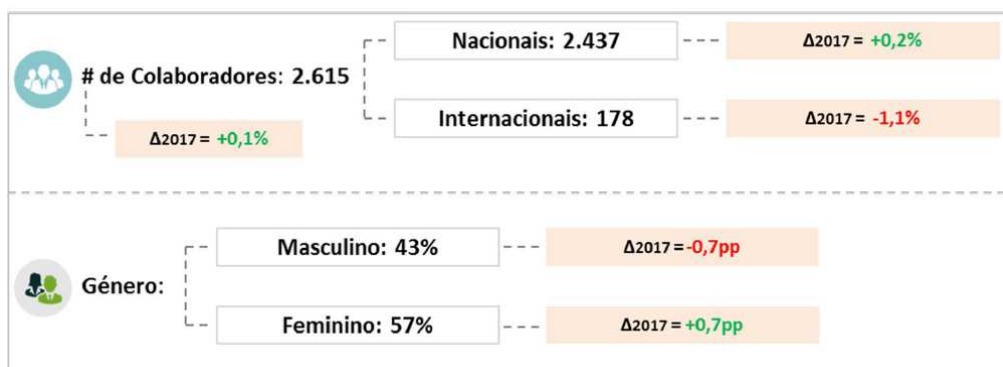 Nacionais: 2.437
Δ2017 = +0,2%
# de Colaboradores: 2.615
Internacionais: 178
Δ2017 = -1,1%
Δ2017 = +0,1%
Masculino: 43%
Δ2017 = -0,7pp
Género:
Feminino: 57%
Δ2017 = +0,7pp